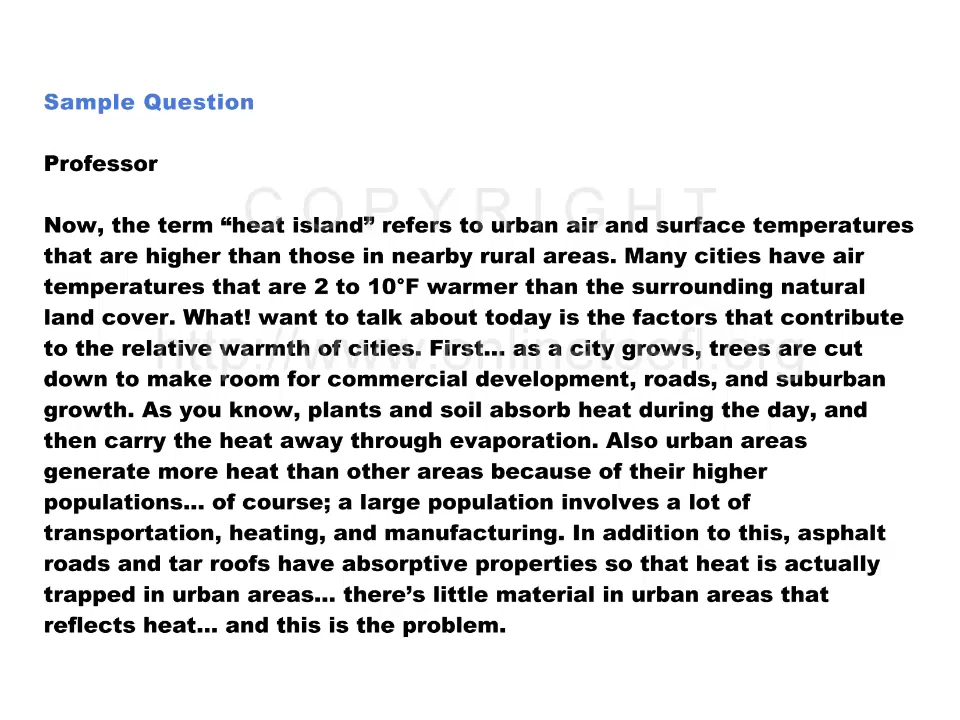 Sample Question
Professor
COPYRIGHT
Now, the term “heat island” refers to urban air and surface temperatures
that are higher than those in nearby rural areas. Many cities have air
temperatures that are 2 to 10°F warmer than the surrounding natural
land cover. What! want to talk about today is the factors that contribute
http://www.onlinetoefl.org
to the relative warmth of cities. First... as a city grows, trees are cut
down to make room for commercial development, roads, and suburban
growth. As you know, plants and soil absorb heat during the day, and
then carry the heat away through evaporation. Also urban areas
generate more heat than other areas because of their higher
populations... of course; a large population involves a lot of
transportation, heating, and manufacturing. In addition to this, asphalt
roads and tar roofs have absorptive properties so that heat is actually
trapped in urban areas... there’s little material in urban areas that
reflects heat... and this is the problem.